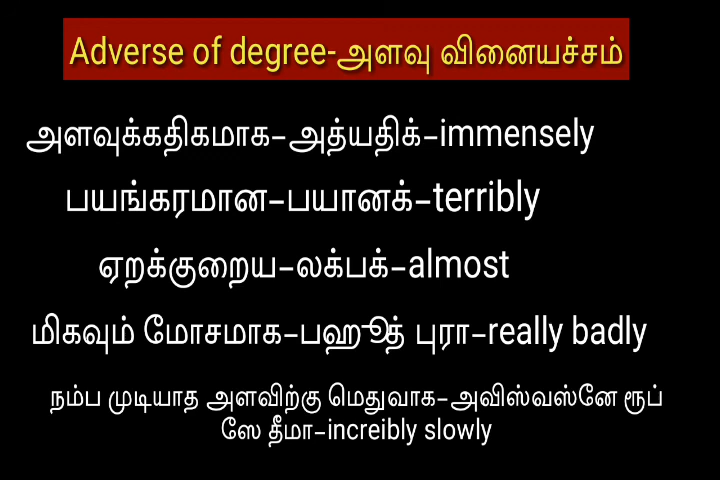 Adverse of degree-அளவு வினையச்சம்
அளவுக்கதிகமாக-அத்யதிக்-immensely
பயங்கரமான-பயானக்-terribly
ஏறக்குறைய-லக்பக்-almost
மிகவும் மோசமாக-பஹூத் புரா-really badly
நம்ப முடியாத அளவிற்கு மெதுவாக-அவிஸ்வஸ்னே ரூப்
ஸே தீமா-increibly slowly